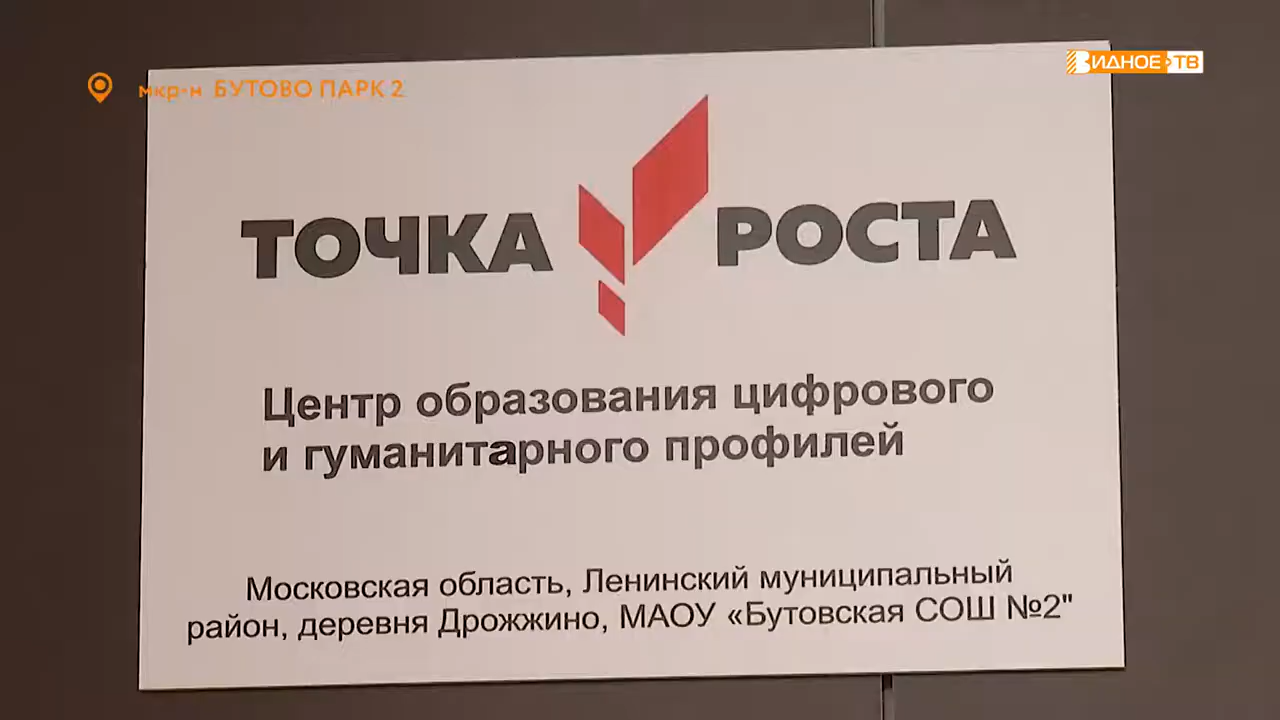 ВИДНОЕ ТВ
мкр-н БУТОВО ПАРК 2
ТОЧКА РОСТА
Центр образования цифрового
и гуманитарного профилей
Московская область, Ленинский муниципальный
район, деревня Дрожжино, МАОУ «Бутовская СОШ №2"